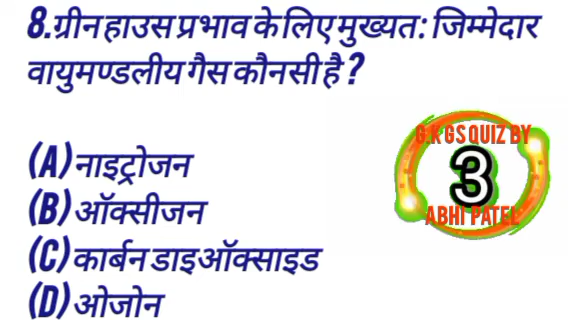 8.ग्रीन हाउस प्रभाव के लिए मुख्यत: जिम्मेदार
वायुमण्डलीय गैस कौनसी है ?
(A) नाइट्रोजन
(B) ऑक्सीजन
(C) कार्बन डाइऑक्साइड
(D) ओजोन
G.K GS QUIZ BY
3
ABHI PATEL